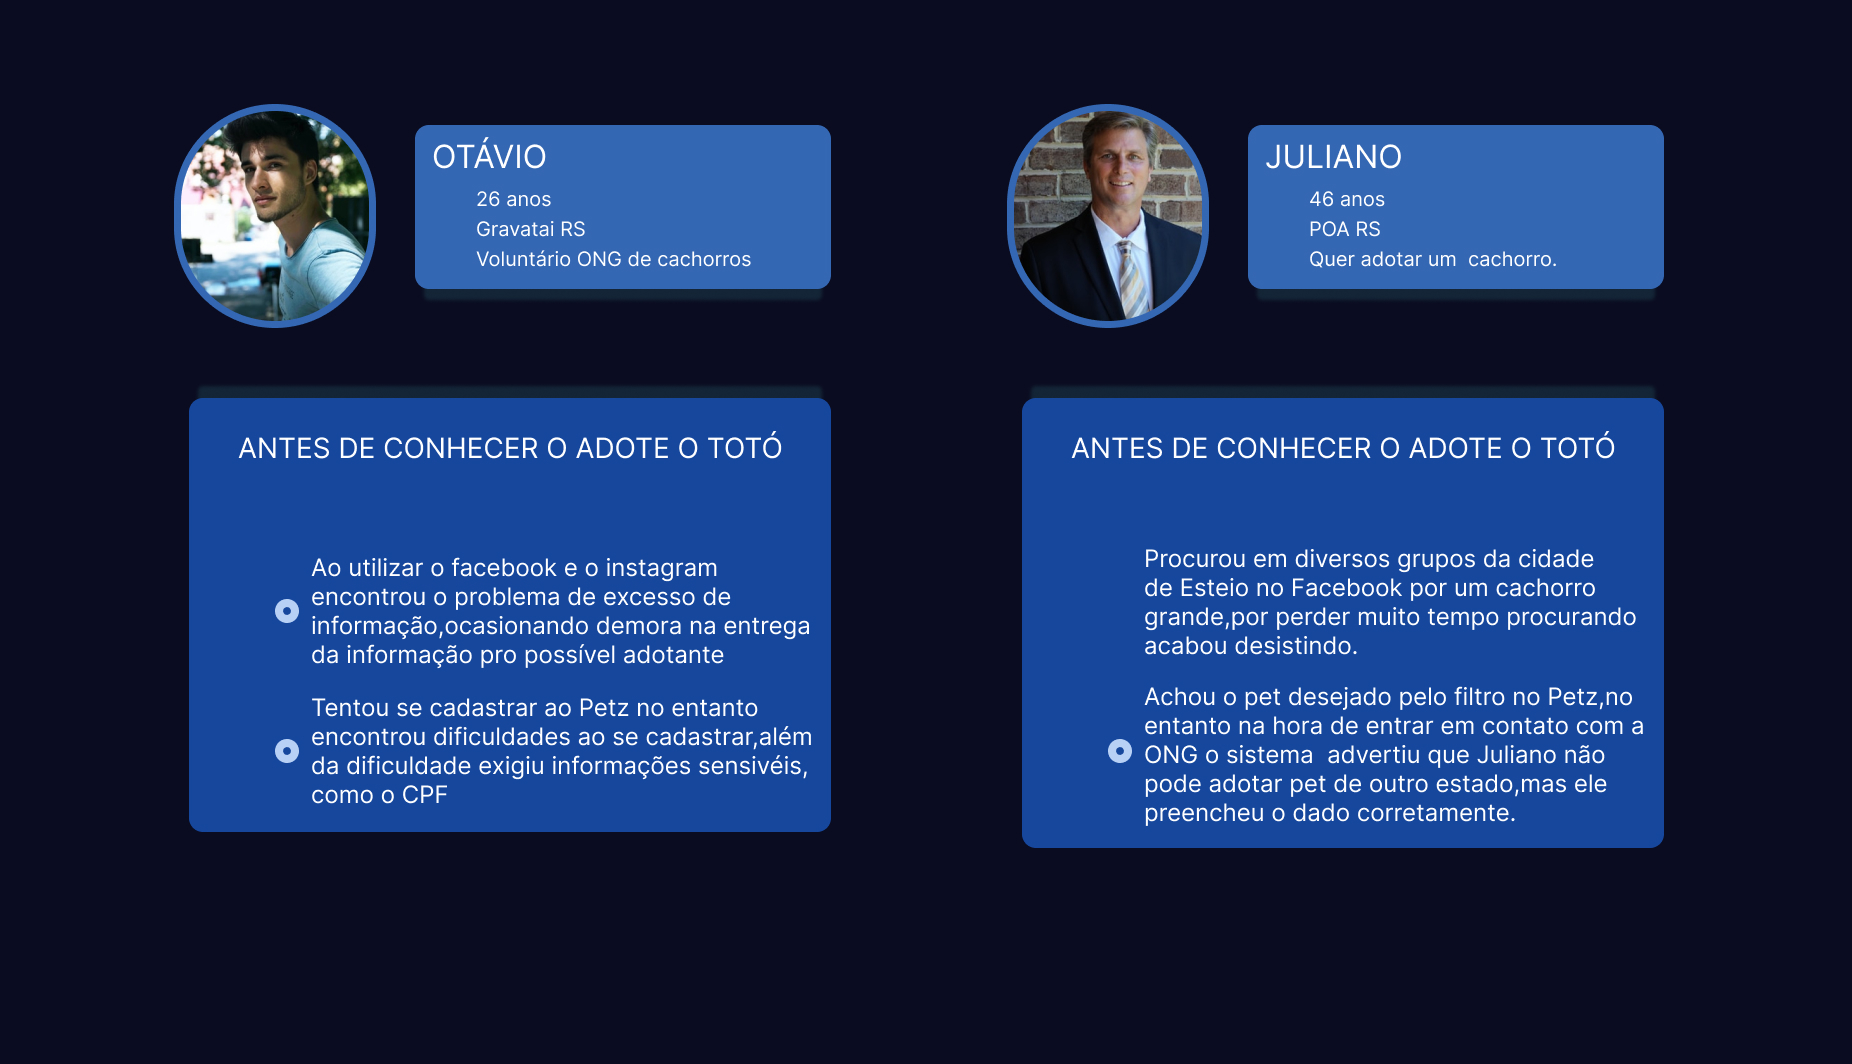 OTÁVIO
26 anos
Gravatai RS
Voluntário ONG de cachorros
ANTES DE CONHECER O ADOTE O TOTÓ
Ao utilizar o facebook e o instagram
encontrou o problema de excesso de
informação,ocasionando demora na entrega
da informação pro possível adotante
Tentou se cadastrar ao Petz no entanto
encontrou dificuldades ao se cadastrar,além
da dificuldade exigiu informações sensivéis,
como o CPF
JULIANO
46 anos
POA RS
Quer adotar um  cachorro.
ANTES DE CONHECER O ADOTE O TOTÓ
Procurou em diversos grupos da cidade
de Esteio no Facebook por um cachorro
grande,por perder muito tempo procurando
acabou desistindo.
Achou o pet desejado pelo filtro no Petz,no
entanto na hora de entrar em contato com a
ONG o sistema  advertiu que Juliano não
pode adotar pet de outro estado,mas ele
preencheu o dado corretamente.